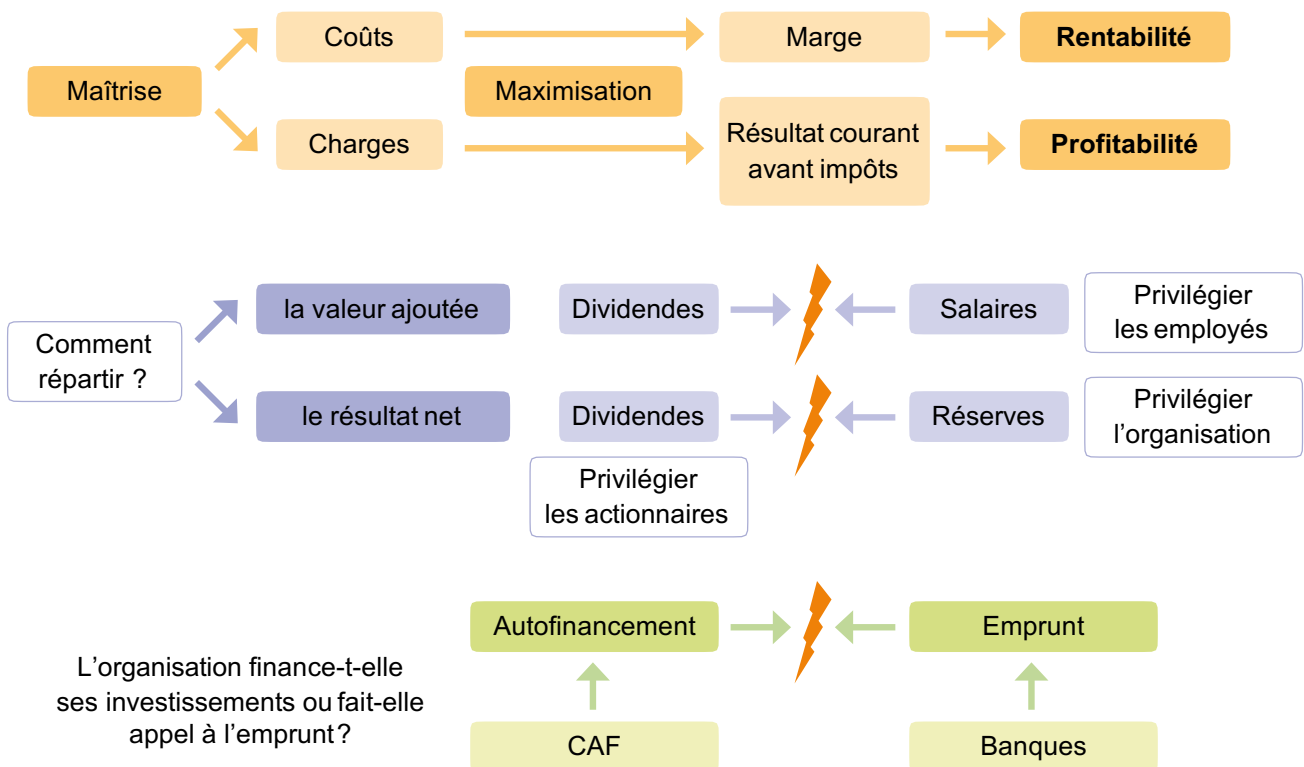 Coûts
Marge
Rentabilité
Maîtrise
Maximisation
Charges
Résultat courant
avant impôts
Profitabilité
la valeur ajoutée
Dividendes
Salaires
Privilégier
les employés
Comment
répartir ?
le résultat net
Dividendes
Réserves
Privilégier
l’organisation
Privilégier
les actionnaires
Autofinancement
Emprunt
L’organisation finance-t-elle
ses investissements ou fait-elle
appel à l’emprunt ?
CAF
Banques